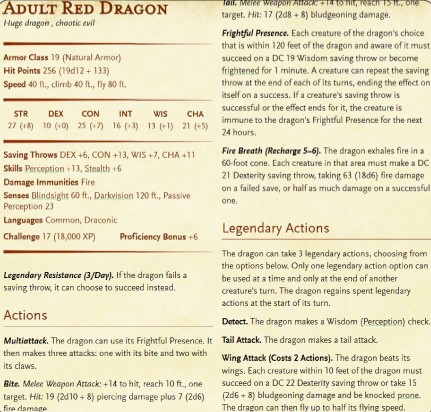 Adult Red Dragon
Huge dragon , chaotic evil
Armor Class 19 (Natural Armor)
Hit Points 256 (19d12 + 133)
Speed 40 ft., climb 40 ft., fly 80 ft.
STR DEX CON INT WIS CHA
27 (+8) 10 (+0) 25 (+7) 16 (+3) 13 (+1) 21 (+5)
Saving Throws DEX +6, CON +13, WIS +7, CHA +11
Skills Perception +13, Stealth +6
Damage Immunities Fire
Senses Blindsight 60 ft., Darkvision 120 ft., Passive
Perception 23
Languages Common, Draconic
Challenge 17 (18,000 XP) Proficiency Bonus +6
Legendary Resistance (3/Day). If the dragon fails a
saving throw, it can choose to succeed instead.
Actions
Multiattack. The dragon can use its Frightful Presence. It
then makes three attacks: one with its bite and two with
its claws.
Bite. Melee Weapon Attack: +14 to hit, reach 10 ft., one
target. Hit: 19 (2d10 + 8) piercing damage plus 7 (2d6)
fire damage.
Tail. Melee Weapon Attack: +14 to hit, reach 15 ft., one
target. Hit: 17 (2d8 + 8) bludgeoning damage.
Frightful Presence. Each creature of the dragon's choice
that is within 120 feet of the dragon and aware of it must
succeed on a DC 19 Wisdom saving throw or become
frightened for 1 minute. A creature can repeat the saving
throw at the end of each of its turns, ending the effect on
itself on a success. If a creature's saving throw is
successful or the effect ends for it, the creature is
immune to the dragon's Frightful Presence for the next
24 hours.
Fire Breath (Recharge 5–6). The dragon exhales fire in a
60-foot cone. Each creature in that area must make a DC
21 Dexterity saving throw, taking 63 (18d6) fire damage
on a failed save, or half as much damage on a successful
one.
Legendary Actions
The dragon can take 3 legendary actions, choosing from
the options below. Only one legendary action option can
be used at a time and only at the end of another
creature's turn. The dragon regains spent legendary
actions at the start of its turn.
Detect. The dragon makes a Wisdom (Perception) check.
Tail Attack. The dragon makes a tail attack.
Wing Attack (Costs 2 Actions). The dragon beats its
wings. Each creature within 10 feet of the dragon must
succeed on a DC 22 Dexterity saving throw or take 15
(2d6 + 8) bludgeoning damage and be knocked prone.
The dragon can then fly up to half its flying speed.